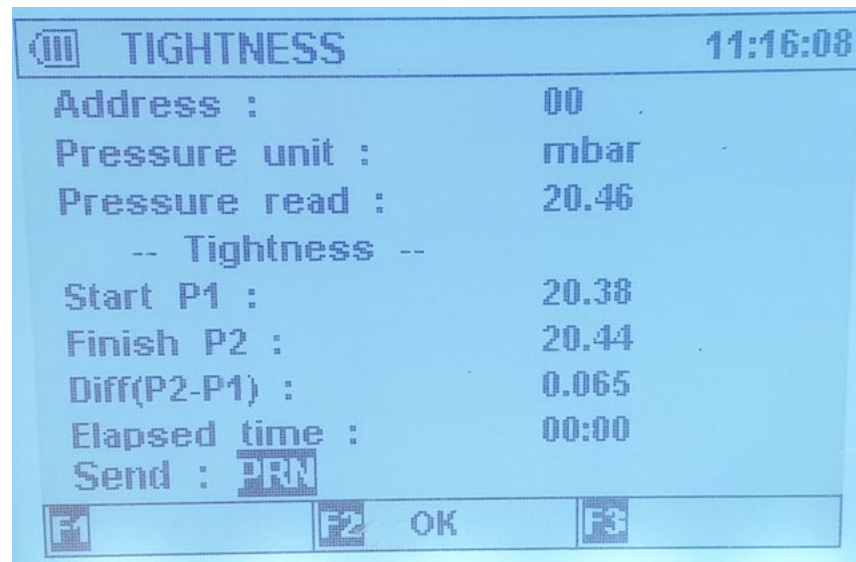 TIGHTNESS 11:16:08
Address : 00
Pressure unit : mbar
Pressure read : 20.46
-- Tightness --
Start P1 : 20.38
Finish P2 : 20.44
Diff(P2-P1) : 0.065
Elapsed time : 00:00
Send : PRN
F1 F2 OK F3